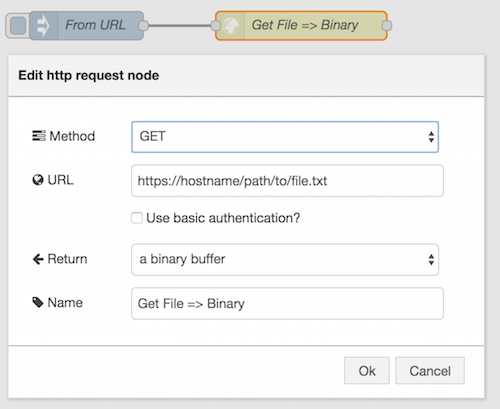 From URL
Get File => Binary
Edit http request node
Method
GET
URL
https://hostname/path/to/file.txt
Use basic authentication?
Return
a binary buffer
Name
Get File => Binary
Ok
Cancel